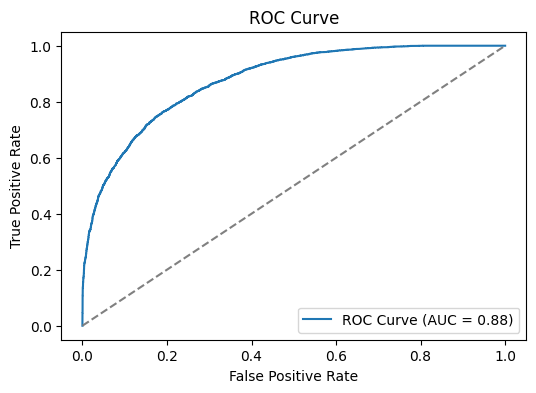 ROC Curve
True Positive Rate
1.0
0.8
0.6
0.4
0.2
0.0
0.0 0.2 0.4 0.6 0.8 1.0
False Positive Rate
ROC Curve (AUC = 0.88)